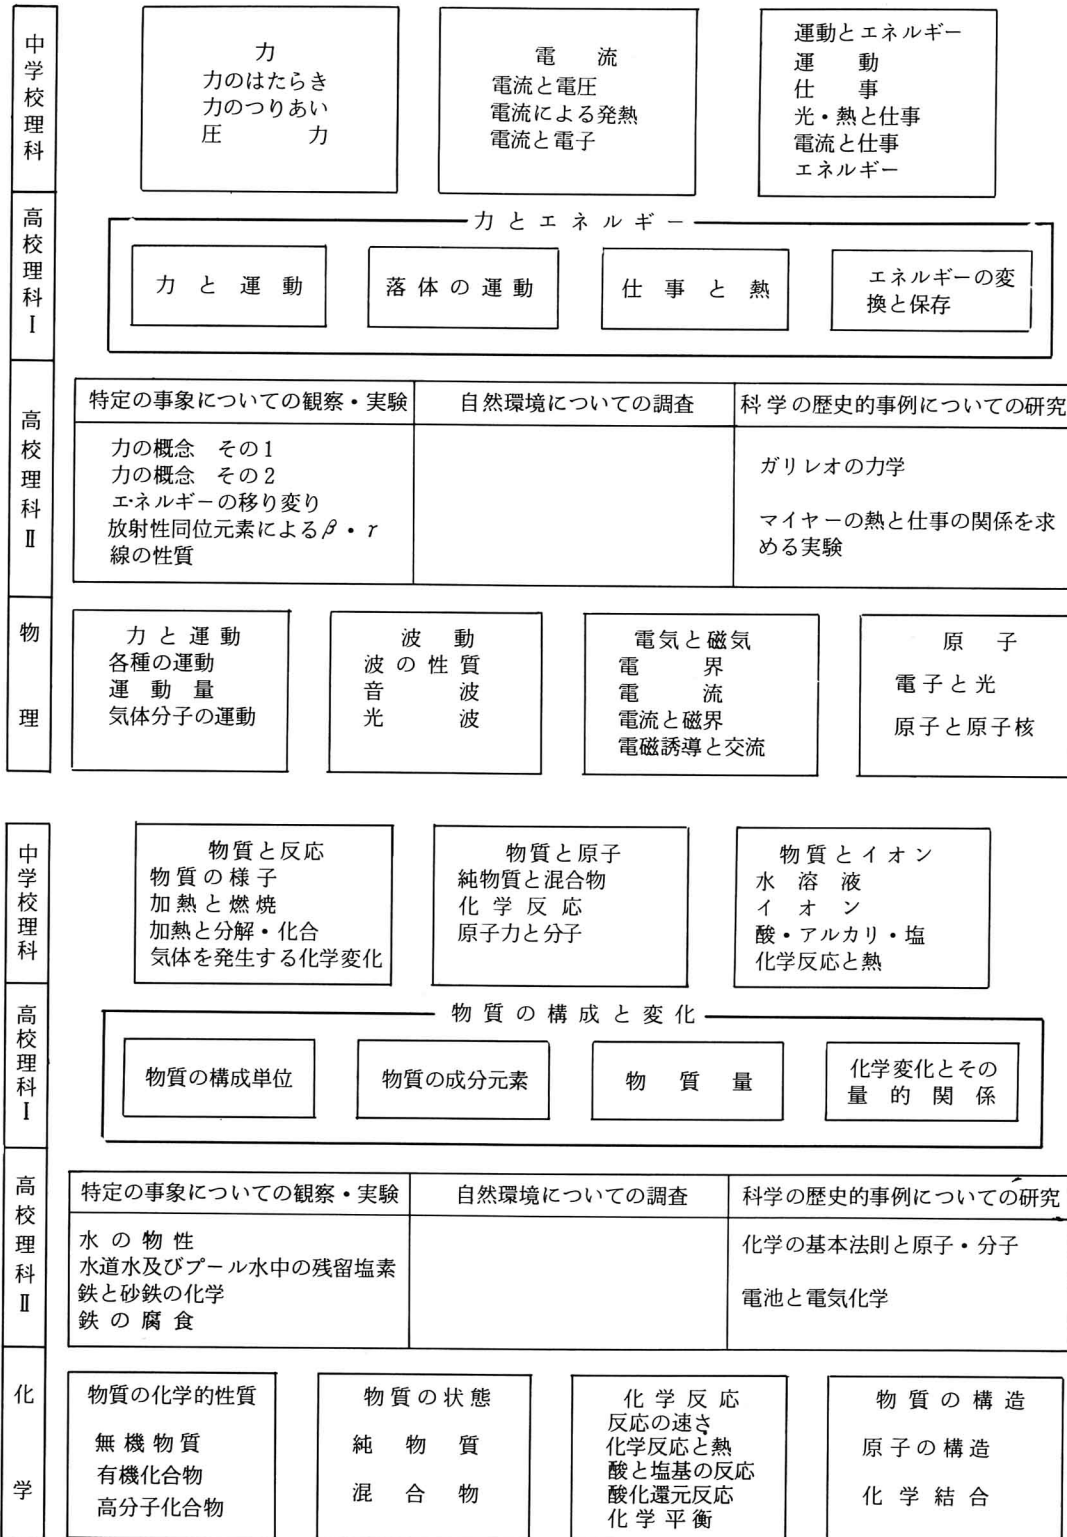 中学校理科
力
力のはたらき
力のつりあい
圧 力
電 流
電流と電圧
電流による発熱
電流と電子
運動とエネルギー
運 動
仕 事
光・熱と仕事
電流と仕事
エネルギー
高校理科Ⅰ
力とエネルギー
力と運動
落体の運動
仕事と熱
エネルギーの変
換と保存
高校理科Ⅱ
特定の事象についての観察・実験
自然環境についての調査
科学の歴史的事例についての研究
力の概念 その1
力の概念 その2
エネルギーの移り変り
放射性同位元素によるβ・r
線の性質
ガリレオの力学
マイヤーの熱と仕事の関係を求
める実験
物理
力と運動
各種の運動
運動量
気体分子の運動
波動
波の性質
音 波
光 波
電気と磁気
電 界
電 流
電流と磁界
電磁誘導と交流
原 子
電子と光
原子と原子核
中学校理科
物質と反応
物質の様子
加熱と燃焼
加熱と分解・化合
気体を発生する化学変化
物質と原子
純物質と混合物
化学反応
原子力と分子
物質とイオン
水溶液
イオン
酸・アルカリ・塩
化学反応と熱
高校理科Ⅰ
物質の構成と変化
物質の構成単位
物質の成分元素
物質量
化学変化とその
量的関係
高校理科Ⅱ
特定の事象についての観察・実験
自然環境についての調査
科学の歴史的事例についての研究
水の物性
水道水及びプール水中の残留塩素
鉄と砂鉄の化学
鉄の腐食
化学の基本法則と原子・分子
電池と電気化学
化学
物質の化学的性質
無機物質
有機化合物
高分子化合物
物質の状態
純物質
混合物
化学反応
反応の速さ
化学反応と熱
酸と塩基の反応
酸化還元反応
化学平衡
物質の構造
原子の構造
化学結合